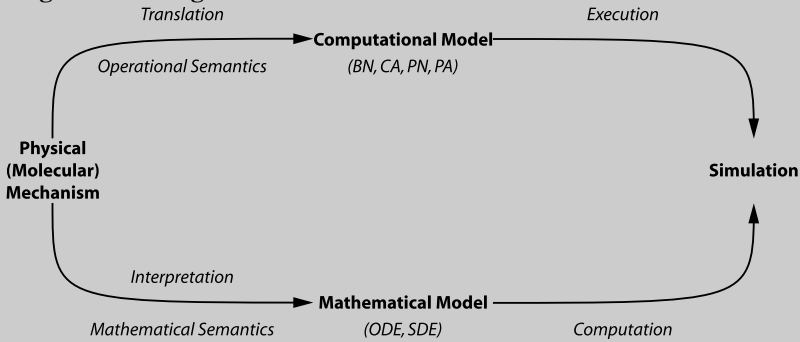 Translation
Execution
Computational Model
Operational Semantics
(BN, CA, PN, PA)
Physical
(Molecular)
Mechanism
Simulation
Interpretation
Mathematical Model
Mathematical Semantics
(ODE, SDE)
Computation